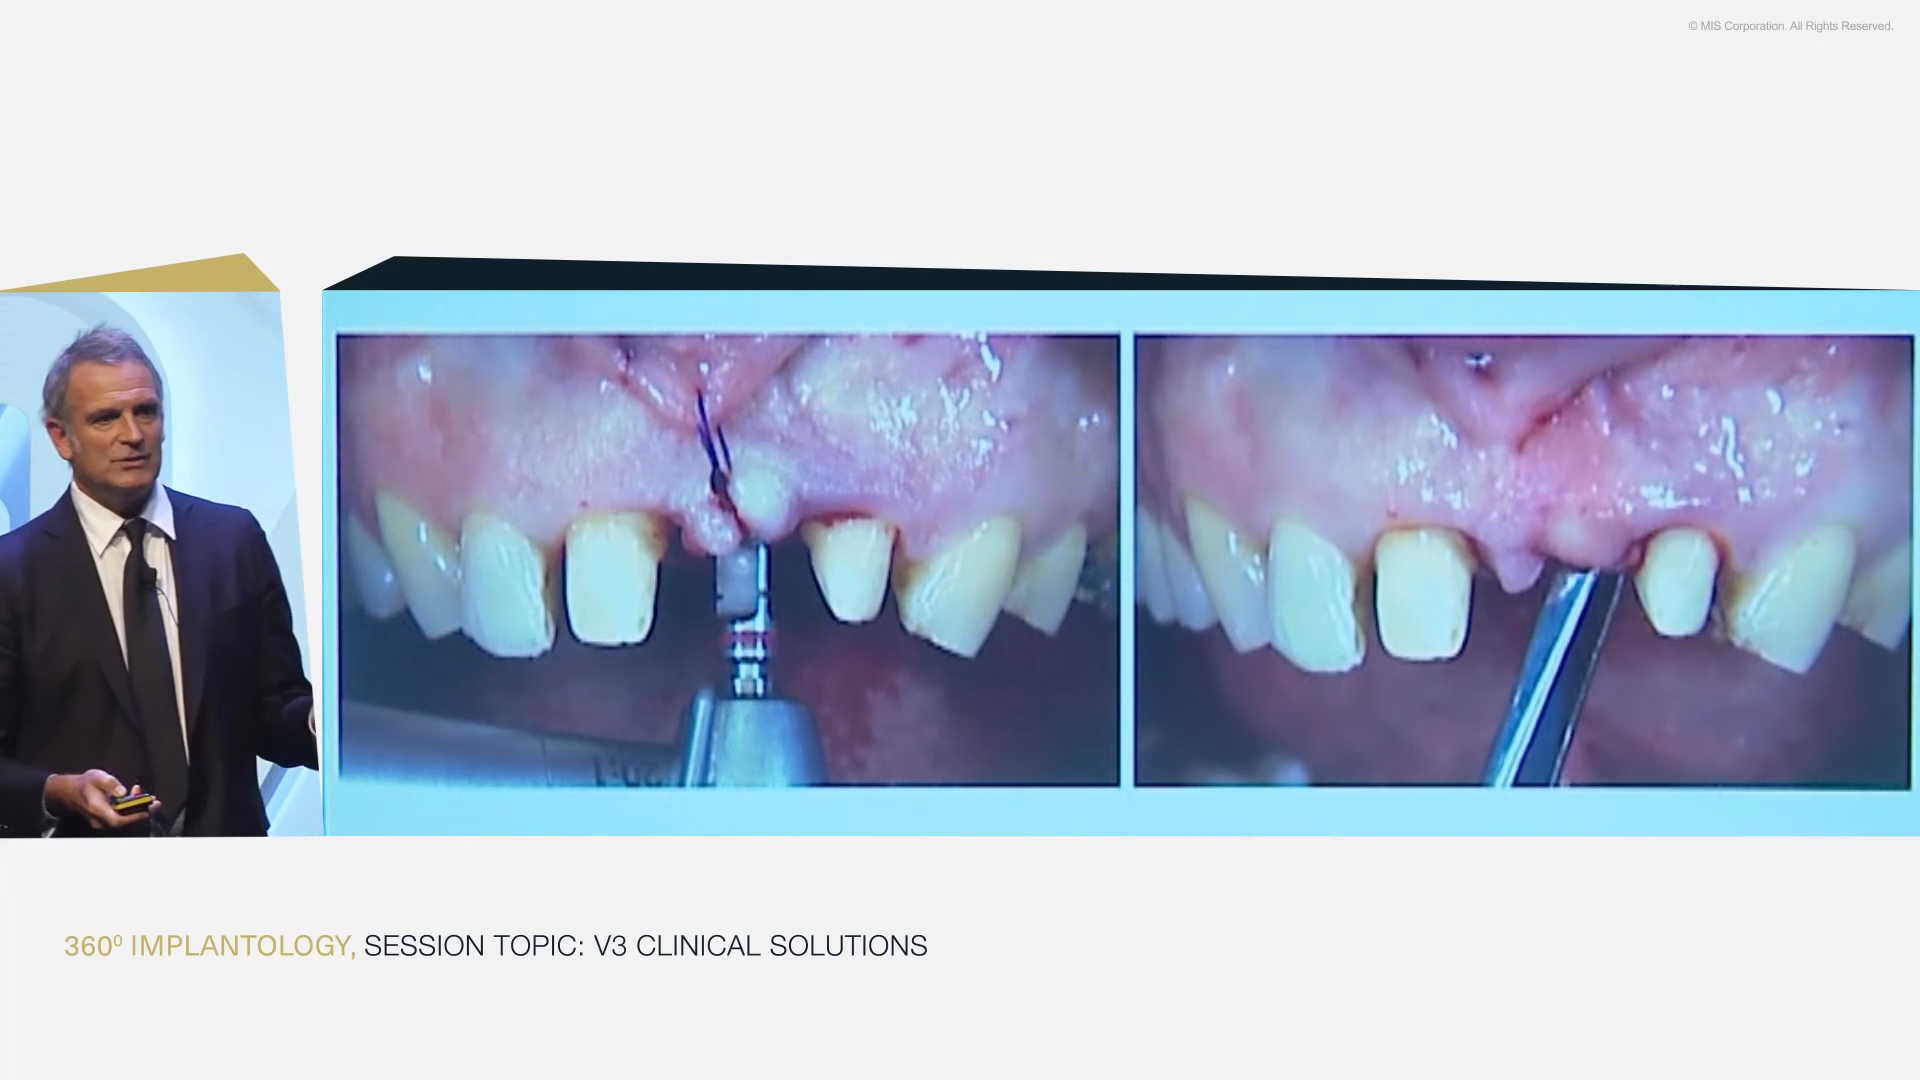 © MIS Corporation. All Rights Reserved.
360⁰ IMPLANTOLOGY, SESSION TOPIC: V3 CLINICAL SOLUTIONS